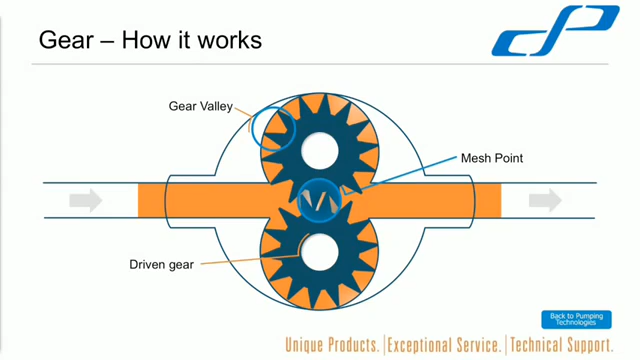 Gear – How it works
Gear Valley
Mesh Point
Driven gear
Back to Pumping
Technologies
Unique Products. | Exceptional Service. | Technical Support.